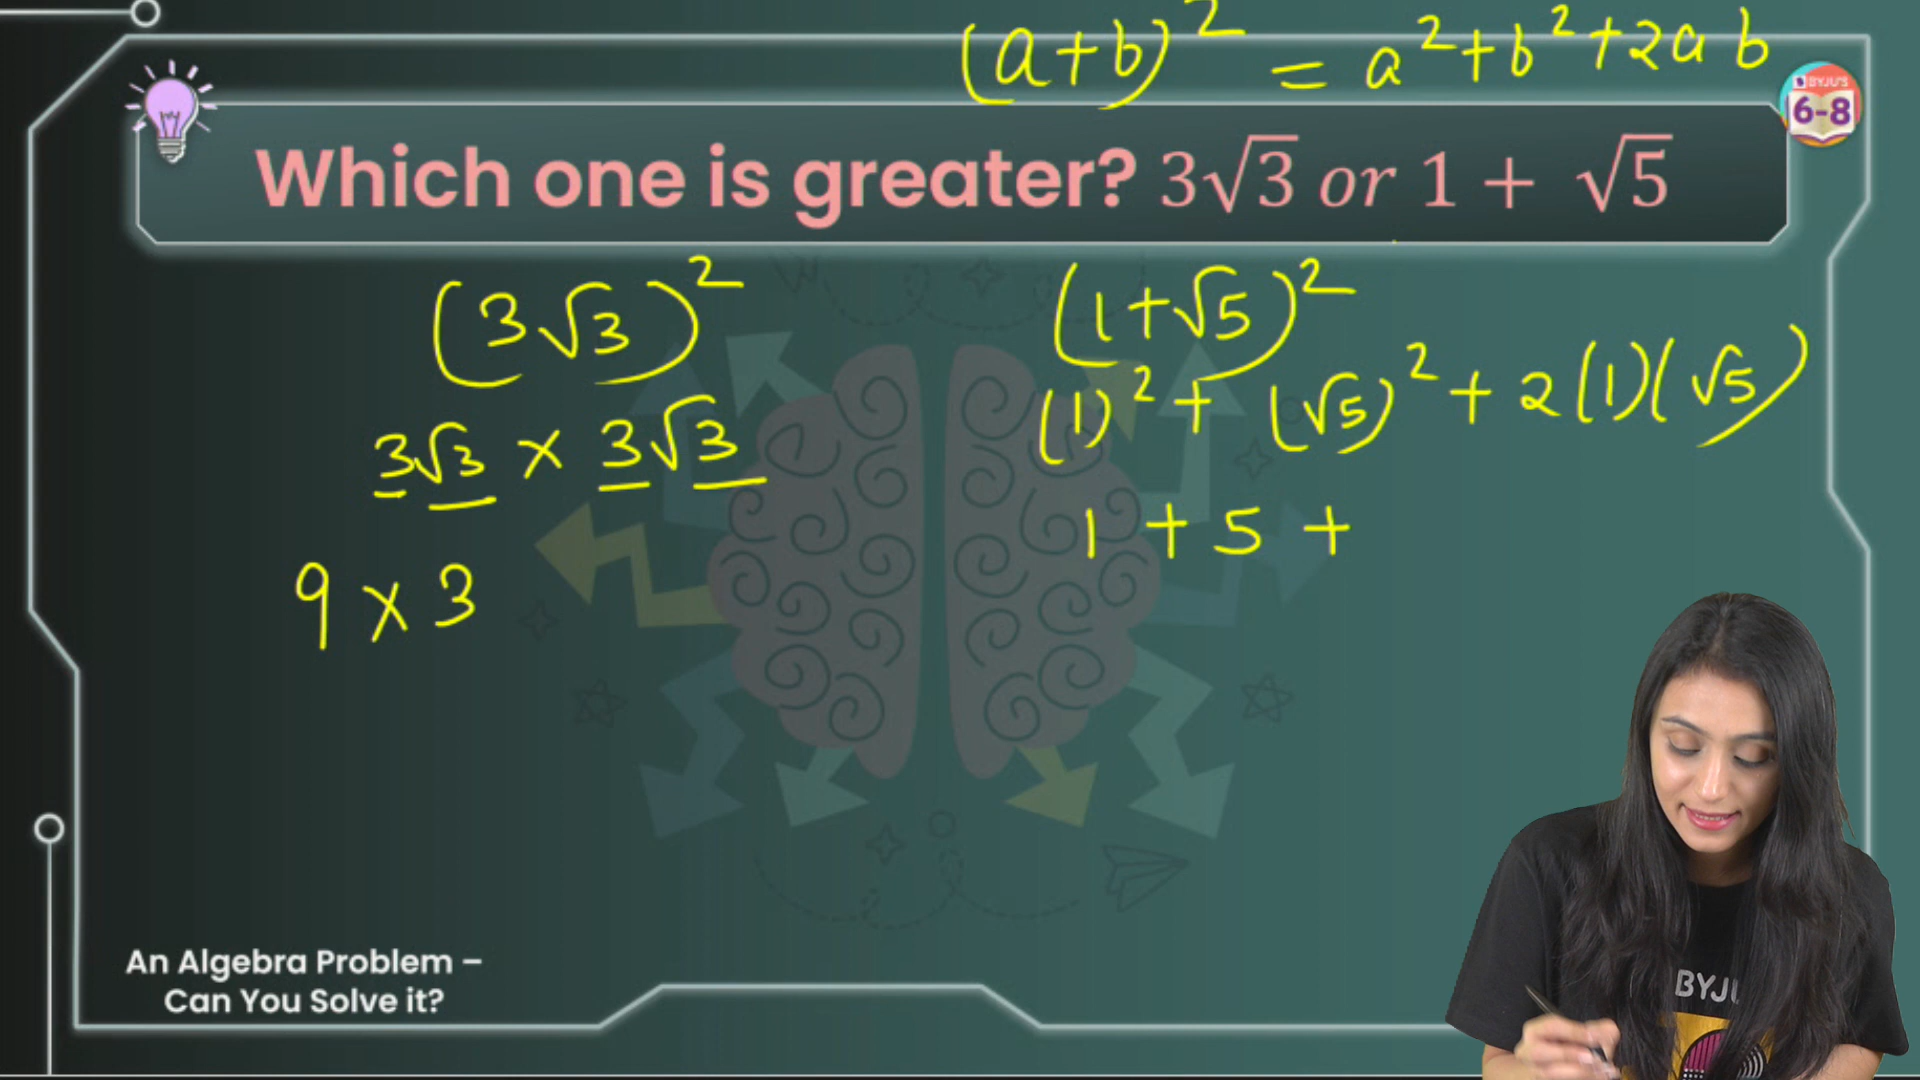 (a+b)² = a²+b²+2ab
BYJU'S
6-8
Which one is greater? 3√3 or 1 + √5
(3√3)²
(1+√5)²
3√3 × 3√3
(1)² + (√5)² + 2(1)(√5)
1 + 5 +
9 × 3
An Algebra Problem –
Can You Solve it?
BYJU